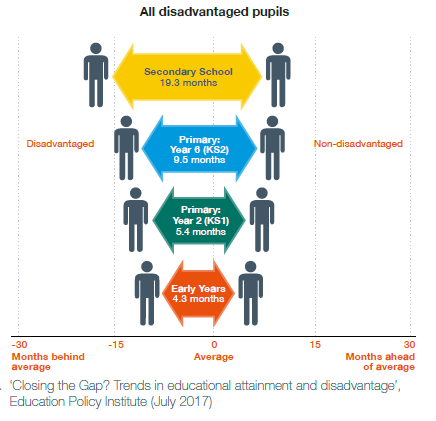 All disadvantaged pupils
Secondary School
19.3 months
Disadvantaged
Primary:
Year 6 (KS2)
9.5 months
Non-disadvantaged
Primary:
Year 2 (KS1)
5.4 months
Early Years
4.3 months
-30
-15
0
15
30
Months behind
average
Average
Months ahead
of average
. 'Closing the Gap? Trends in educational attainment and disadvantage',
Education Policy Institute (July 2017)